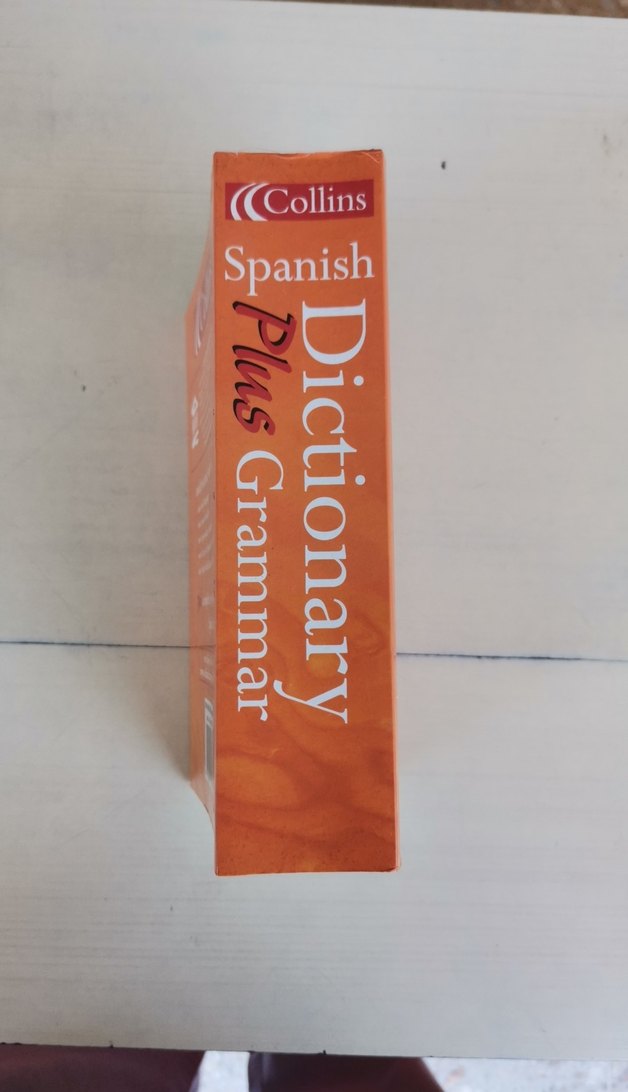 Collins
Spanish
Dictionary
Plus Grammar